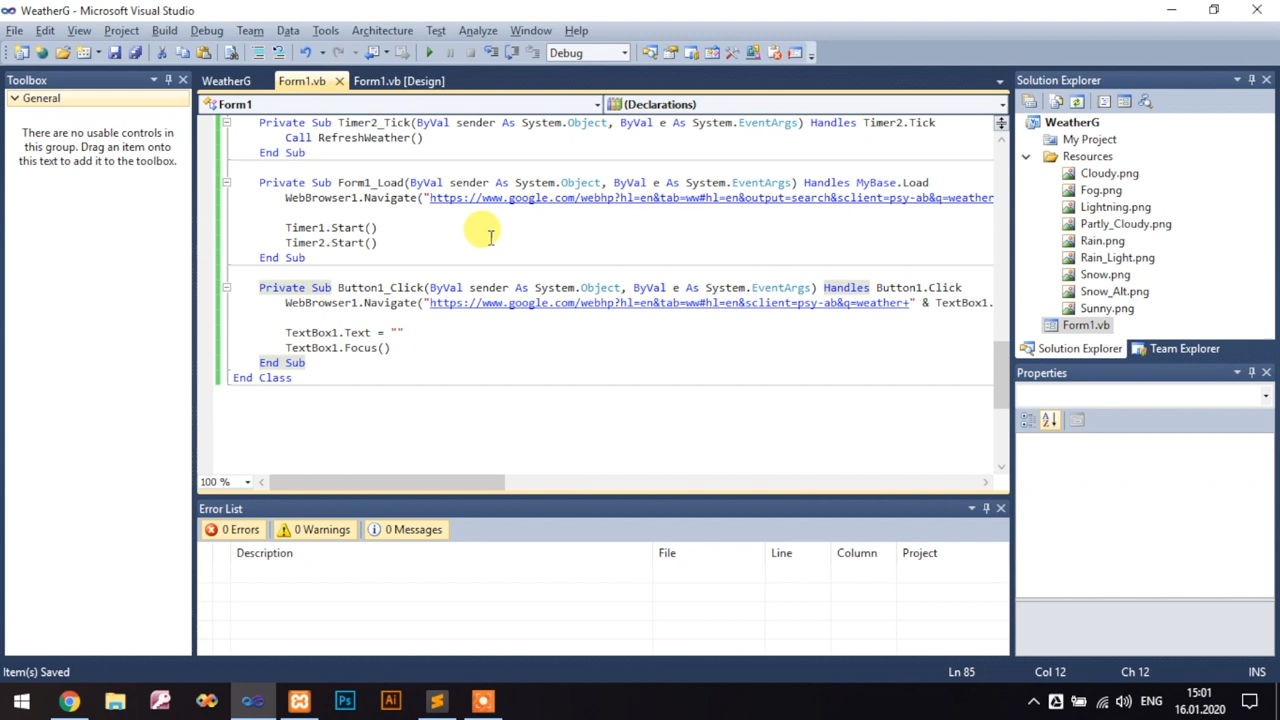 WeatherG - Microsoft Visual Studio
File Edit View Project Build Debug Team Data Tools Architecture Test Analyze Window Help
Debug
Toolbox
General
There are no usable controls in
this group. Drag an item onto
this text to add it to the toolbox.
WeatherG Form1.vb Form1.vb [Design]
Form1 (Declarations)
Private Sub Timer2_Tick(ByVal sender As System.Object, ByVal e As System.EventArgs) Handles Timer2.Tick
Call RefreshWeather()
End Sub
Private Sub Form1_Load(ByVal sender As System.Object, ByVal e As System.EventArgs) Handles MyBase.Load
WebBrowser1.Navigate("https://www.google.com/webhp?hl=en&tab=ww#hl=en&output=search&sclient=psy-ab&q=weather
Timer1.Start()
Timer2.Start()
End Sub
Private Sub Button1_Click(ByVal sender As System.Object, ByVal e As System.EventArgs) Handles Button1.Click
WebBrowser1.Navigate("https://www.google.com/webhp?hl=en&tab=ww#hl=en&sclient=psy-ab&q=weather+" & TextBox1.
TextBox1.Text = ""
TextBox1.Focus()
End Sub
End Class
100 %
Error List
0 Errors 0 Warnings 0 Messages
Description File Line Column Project
Solution Explorer
WeatherG
My Project
Resources
Cloudy.png
Fog.png
Lightning.png
Partly_Cloudy.png
Rain.png
Rain_Light.png
Snow.png
Snow_Alt.png
Sunny.png
Form1.vb
Solution Explorer Team Explorer
Properties
Item(s) Saved Ln 85 Col 12 Ch 12 INS
Ps Ai
ENG
15:01
16.01.2020